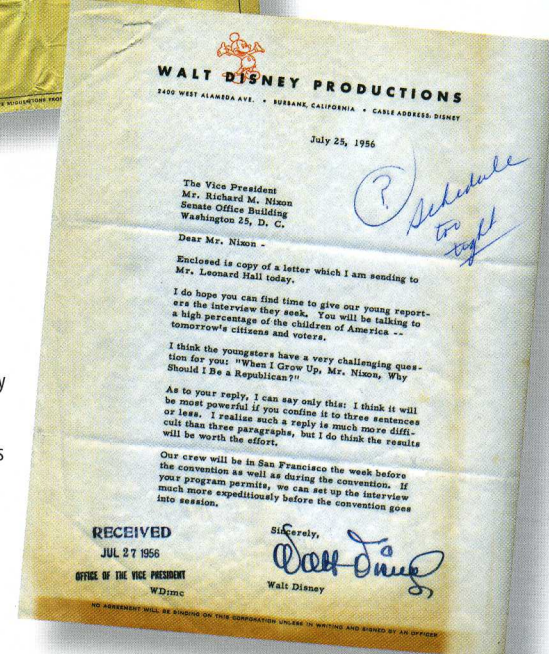 WALT DISNEY PRODUCTIONS
2400 WEST ALAMEDA AVE. • BURBANK, CALIFORNIA • CABLE ADDRESS: DISNEY
July 25, 1956
? Schedule
too
tight
The Vice President
Mr. Richard M. Nixon
Senate Office Building
Washington 25, D. C.
Dear Mr. Nixon -
Enclosed is copy of a letter which I am sending to
Mr. Leonard Hall today.
I do hope you can find time to give our young report-
ers the interview they seek. You will be talking to
a high percentage of the children of America --
tomorrow's citizens and voters.
I think the youngsters have a very challenging ques-
tion for you: "When I Grow Up, Mr. Nixon, Why
Should I Be a Republican?"
As to your reply, I can say only this: I think it will
be most powerful if you confine it to three sentences
or less. I realize such a reply is much more diffi-
cult than three paragraphs, but I do think the results
will be worth the effort.
Our crew will be in San Francisco the week before
the convention as well as during the convention. If
your program permits, we can set up the interview
much more expeditiously before the convention goes
into session.
Sincerely,
Walt Disney
Walt Disney
RECEIVED
JUL 27 1956
OFFICE OF THE VICE PRESIDENT
WD:mc
NO AGREEMENT WILL BE BINDING ON THIS CORPORATION UNLESS IN WRITING AND SIGNED BY AN OFFICER